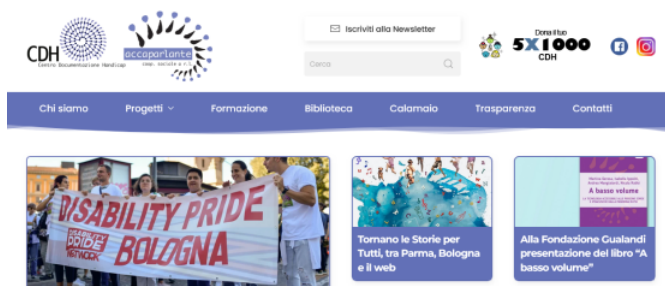 CDH
Centro Documentazione Handicap
accaparlante
coop. sociale a r.l.
Iscriviti alla Newsletter
Cerca
Dona il tuo
5X1000
CDH
Chi siamo
Progetti
Formazione
Biblioteca
Calamaio
Trasparenza
Contatti
DISABILITY PRIDE
BOLOGNA
DISABILITY
PRIDE
NETWORK
A basso volume
Tornano le Storie per
Tutti, tra Parma, Bologna
e il web
Alla Fondazione Gualandi
presentazione del libro “A
basso volume”